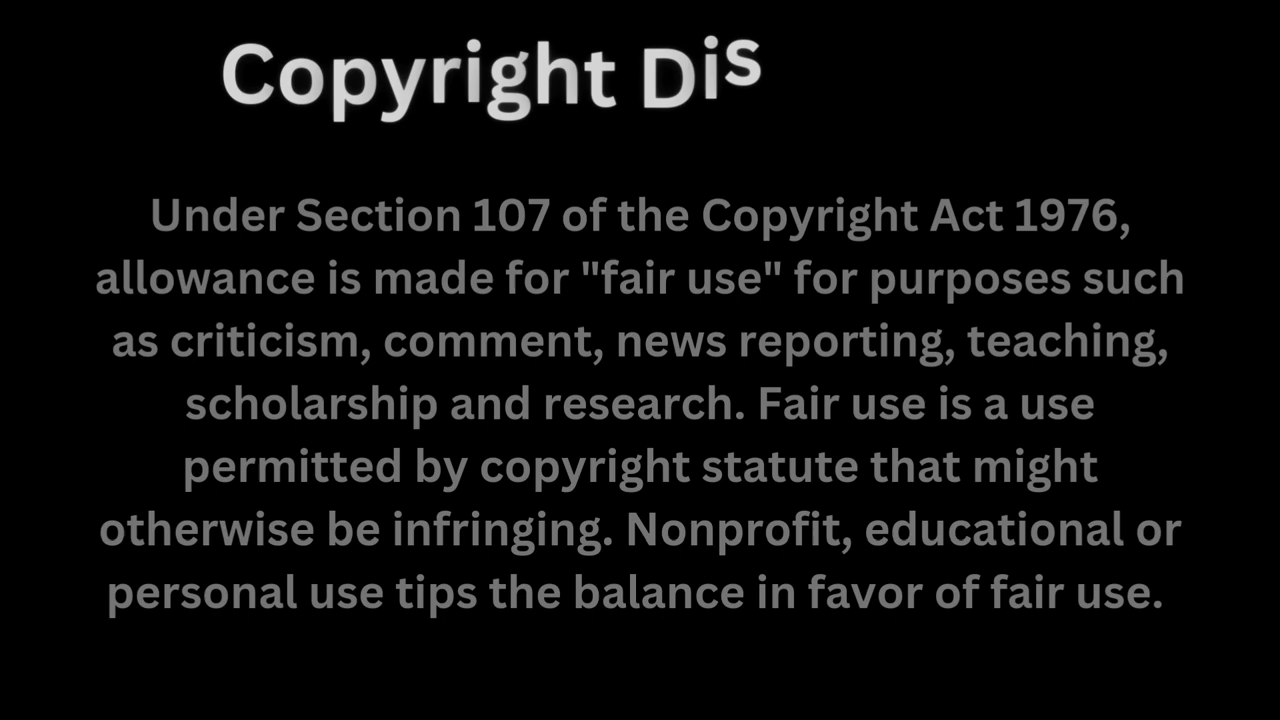 Copyright Dis
Under Section 107 of the Copyright Act 1976,
allowance is made for "fair use" for purposes such
as criticism, comment, news reporting, teaching,
scholarship and research. Fair use is a use
permitted by copyright statute that might
otherwise be infringing. Nonprofit, educational or
personal use tips the balance in favor of fair use.